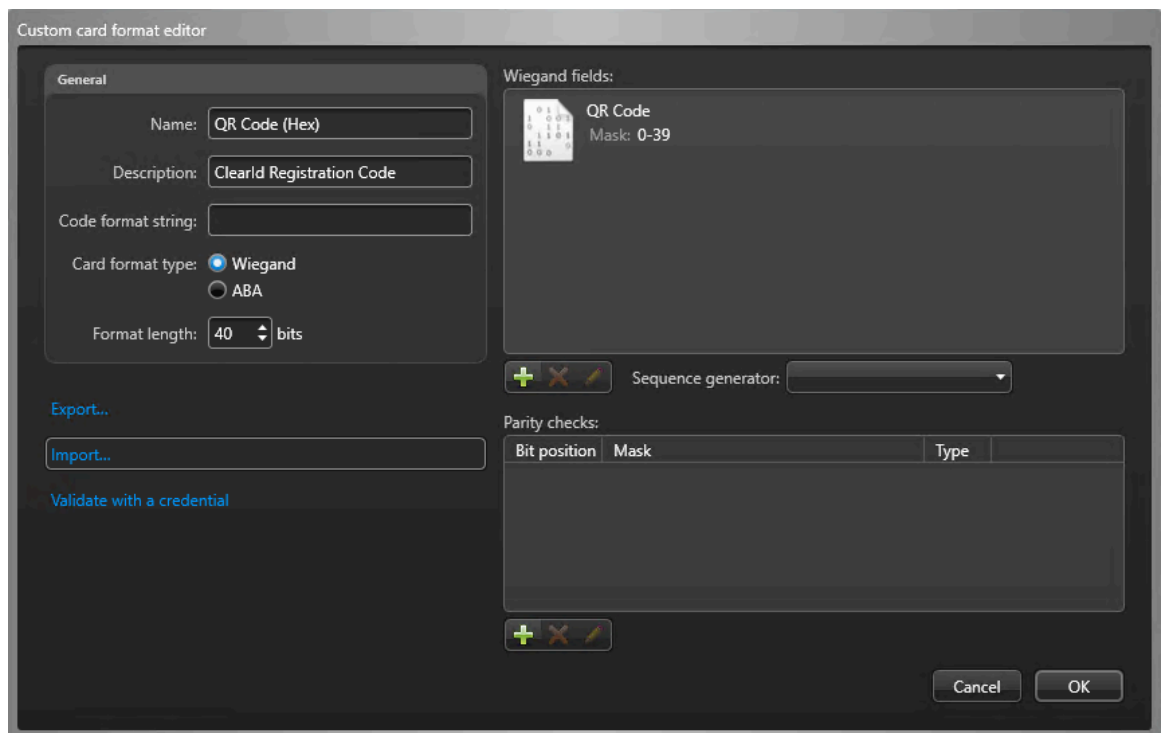 Custom card format editor
General
Name: QR Code (Hex)
Description: ClearId Registration Code
Code format string:
Card format type: Wiegand
ABA
Format length: 40 bits
Export...
Import...
Validate with a credential
Wiegand fields:
QR Code
Mask: 0-39
Sequence generator:
Parity checks:
Bit position Mask Type
Cancel OK